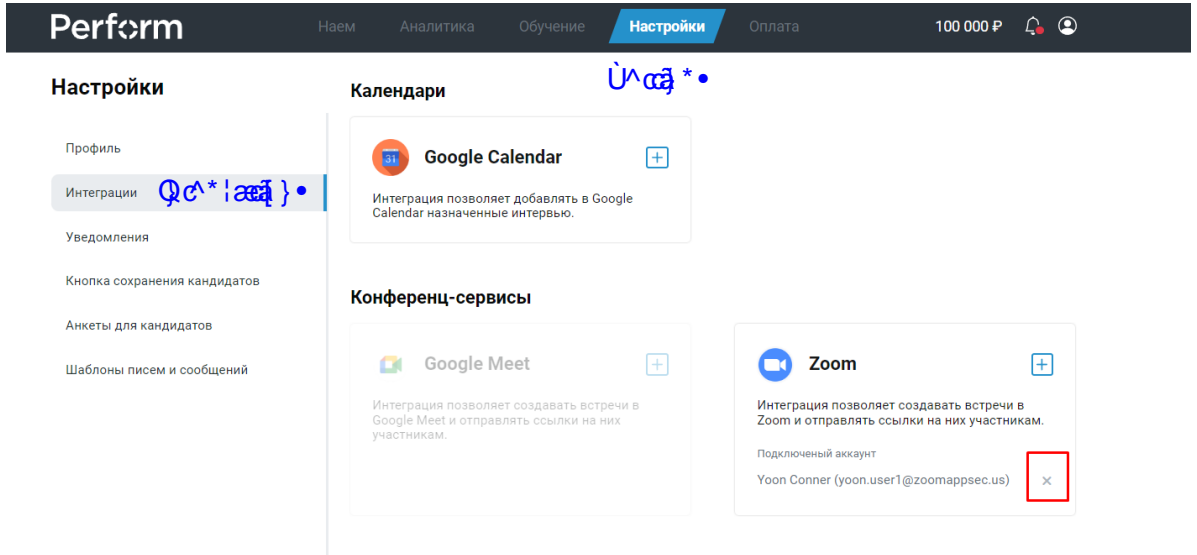 Perform
Наем Аналитика Обучение Настройки Оплата 100 000 ₽
Настройки
Профиль
Интеграции
Уведомления
Кнопка сохранения кандидатов
Анкеты для кандидатов
Шаблоны писем и сообщений
Календари
31
Google Calendar
Интеграция позволяет добавлять в Google
Calendar назначенные интервью.
Конференц-сервисы
Google Meet
Интеграция позволяет создавать встречи в
Google Meet и отправлять ссылки на них
участникам.
Zoom
Интеграция позволяет создавать встречи в
Zoom и отправлять ссылки на них участникам.
Подключеный аккаунт
Yoon Conner (yoon.user1@zoomappsec.us)